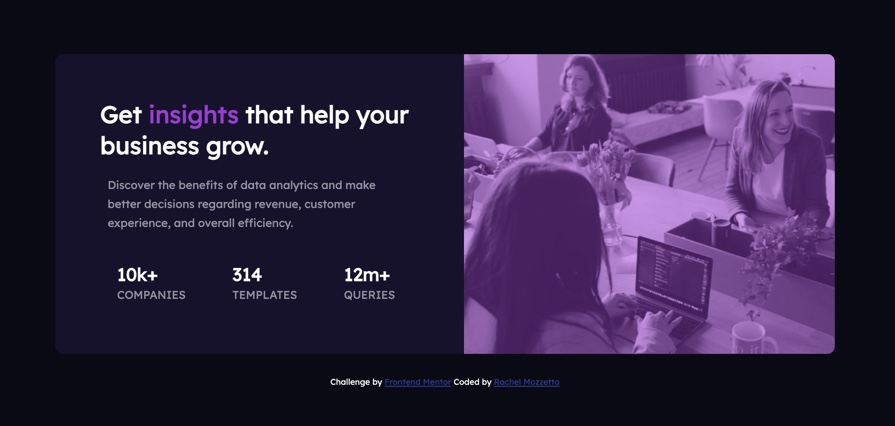 Get insights that help your
business grow.
Discover the benefits of data analytics and make
better decisions regarding revenue, customer
experience, and overall efficiency.
10k+ 314 12m+
COMPANIES TEMPLATES QUERIES
Challenge by Frontend Mentor Coded by Rachel Mozzetta